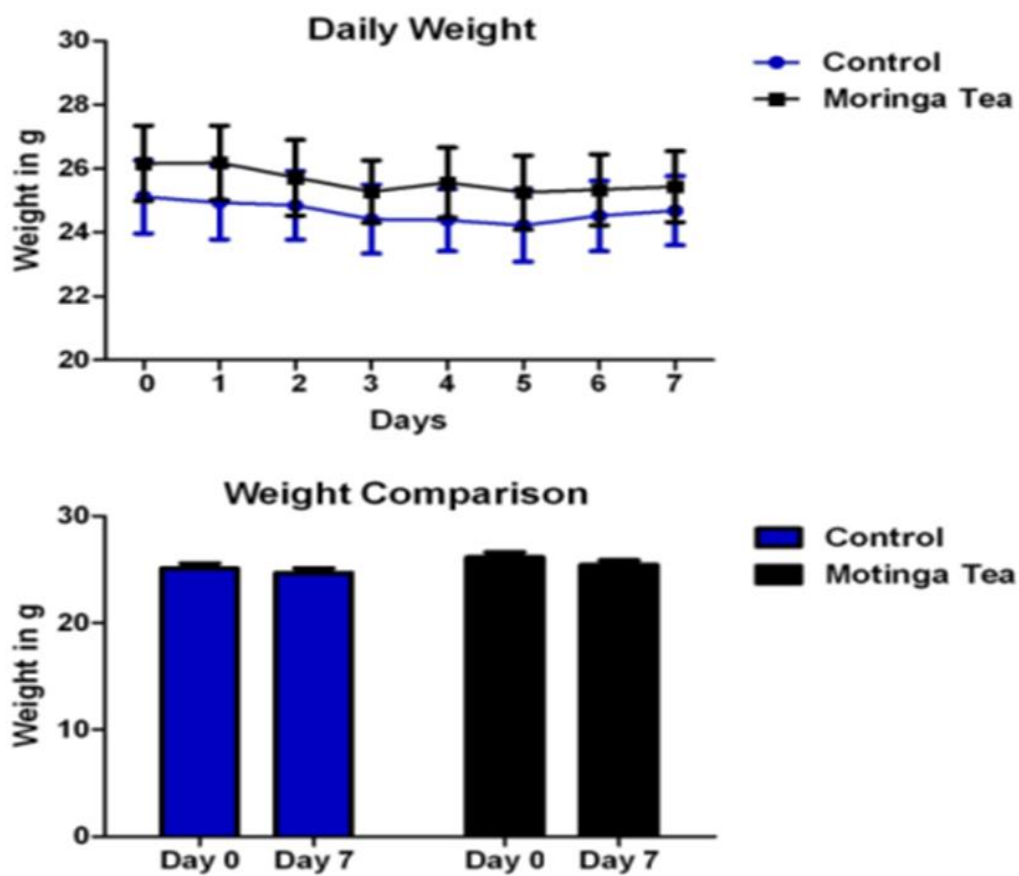 Daily Weight
30
28
26
24
22
20
Weight in g
0 1 2 3 4 5 6 7
Days
Control
Moringa Tea
Weight Comparison
30
20
10
0
Weight in g
Day 0 Day 7 Day 0 Day 7
Control
Motinga Tea